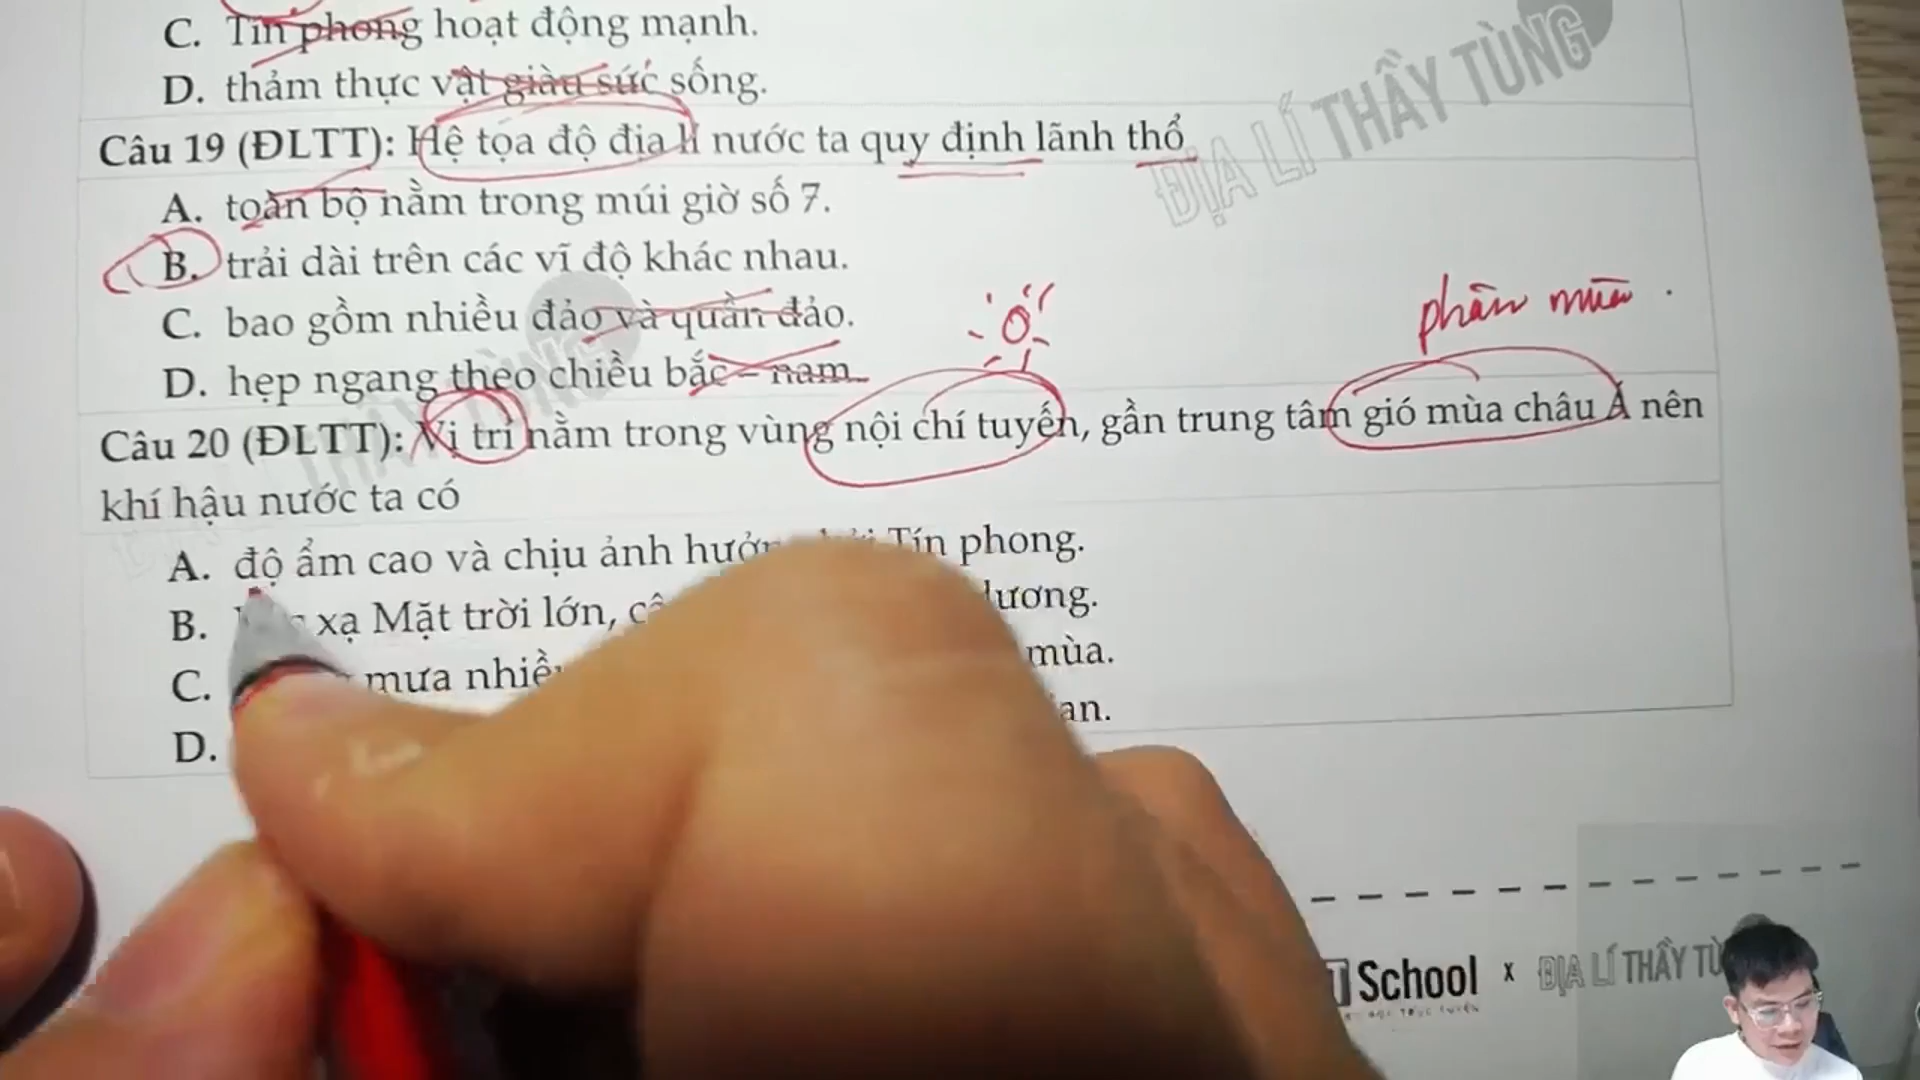 C. Tín phong hoạt động mạnh.
D. thảm thực vật giàu sức sống.
Câu 19 (ĐLTT): Hệ tọa độ địa lí nước ta quy định lãnh thổ
A. toàn bộ nằm trong múi giờ số 7.
B. trải dài trên các vĩ độ khác nhau.
C. bao gồm nhiều đảo và quần đảo.
D. hẹp ngang theo chiều bắc – nam.
phân mùa
Câu 20 (ĐLTT): Vị trí nằm trong vùng nội chí tuyến, gần trung tâm gió mùa châu Á nên
khí hậu nước ta có
A. độ ẩm cao và chịu ảnh Tín phong.
B. xạ Mặt trời lớn, dương.
C. mưa mùa.
D.
School x ĐỊA LÍ THẦY
ĐỊA LÍ THẦY TÙNG